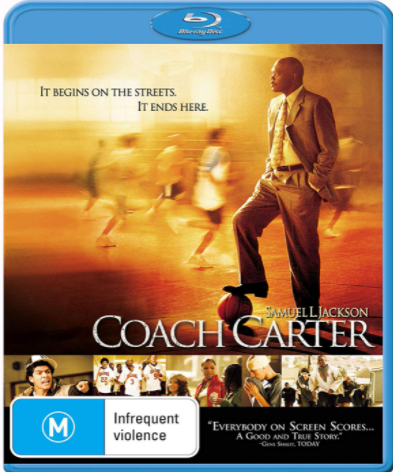 Blu-ray Disc
IT BEGINS ON THE STREETS.
IT ENDS HERE.
SAMUEL L. JACKSON
COACH CARTER
M
Infrequent
violence
"EVERYBODY ON SCREEN SCORES...
A GOOD AND TRUE STORY."
-GENE SHALIT, TODAY